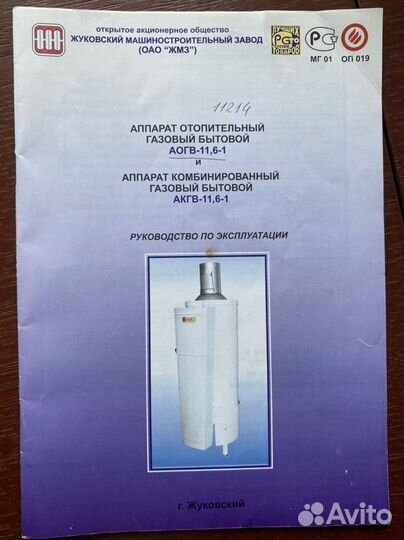 открытое акционерное общество
ЖУКОВСКИЙ МАШИНОСТРОИТЕЛЬНЫЙ ЗАВОД
(ОАО "ЖМЗ")
МГ 01 ОП 019
11214
АППАРАТ ОТОПИТЕЛЬНЫЙ
ГАЗОВЫЙ БЫТОВОЙ
АОГВ-11,6-1
и
АППАРАТ КОМБИНИРОВАННЫЙ
ГАЗОВЫЙ БЫТОВОЙ
АКГВ-11,6-1
РУКОВОДСТВО ПО ЭКСПЛУАТАЦИИ
г. Жуковский
Avito